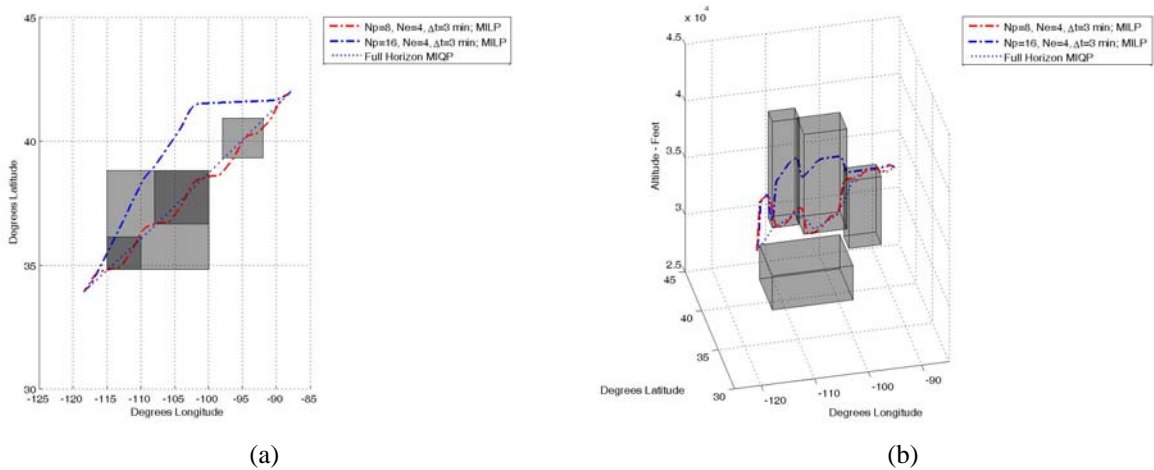 45
40
35
30
-125 -120 -115 -110 -105 -100 -95 -90 -85
Degrees Latitude
Degrees Longitude
Np=8, Ne=4, Δt=3 min; MILP
Np=16, Ne=4, Δt=3 min; MILP
Full Horizon MIQP
(a)
x 10⁴
4.5
4
3.5
3
2.5
Altitude - Feet
45
40
35
30
Degrees Latitude
-120 -110 -100 -90
Degrees Longitude
Np=8, Ne=4, Δt=3 min; MILP
Np=16, Ne=4, Δt=3 min; MILP
Full Horizon MIQP
(b)